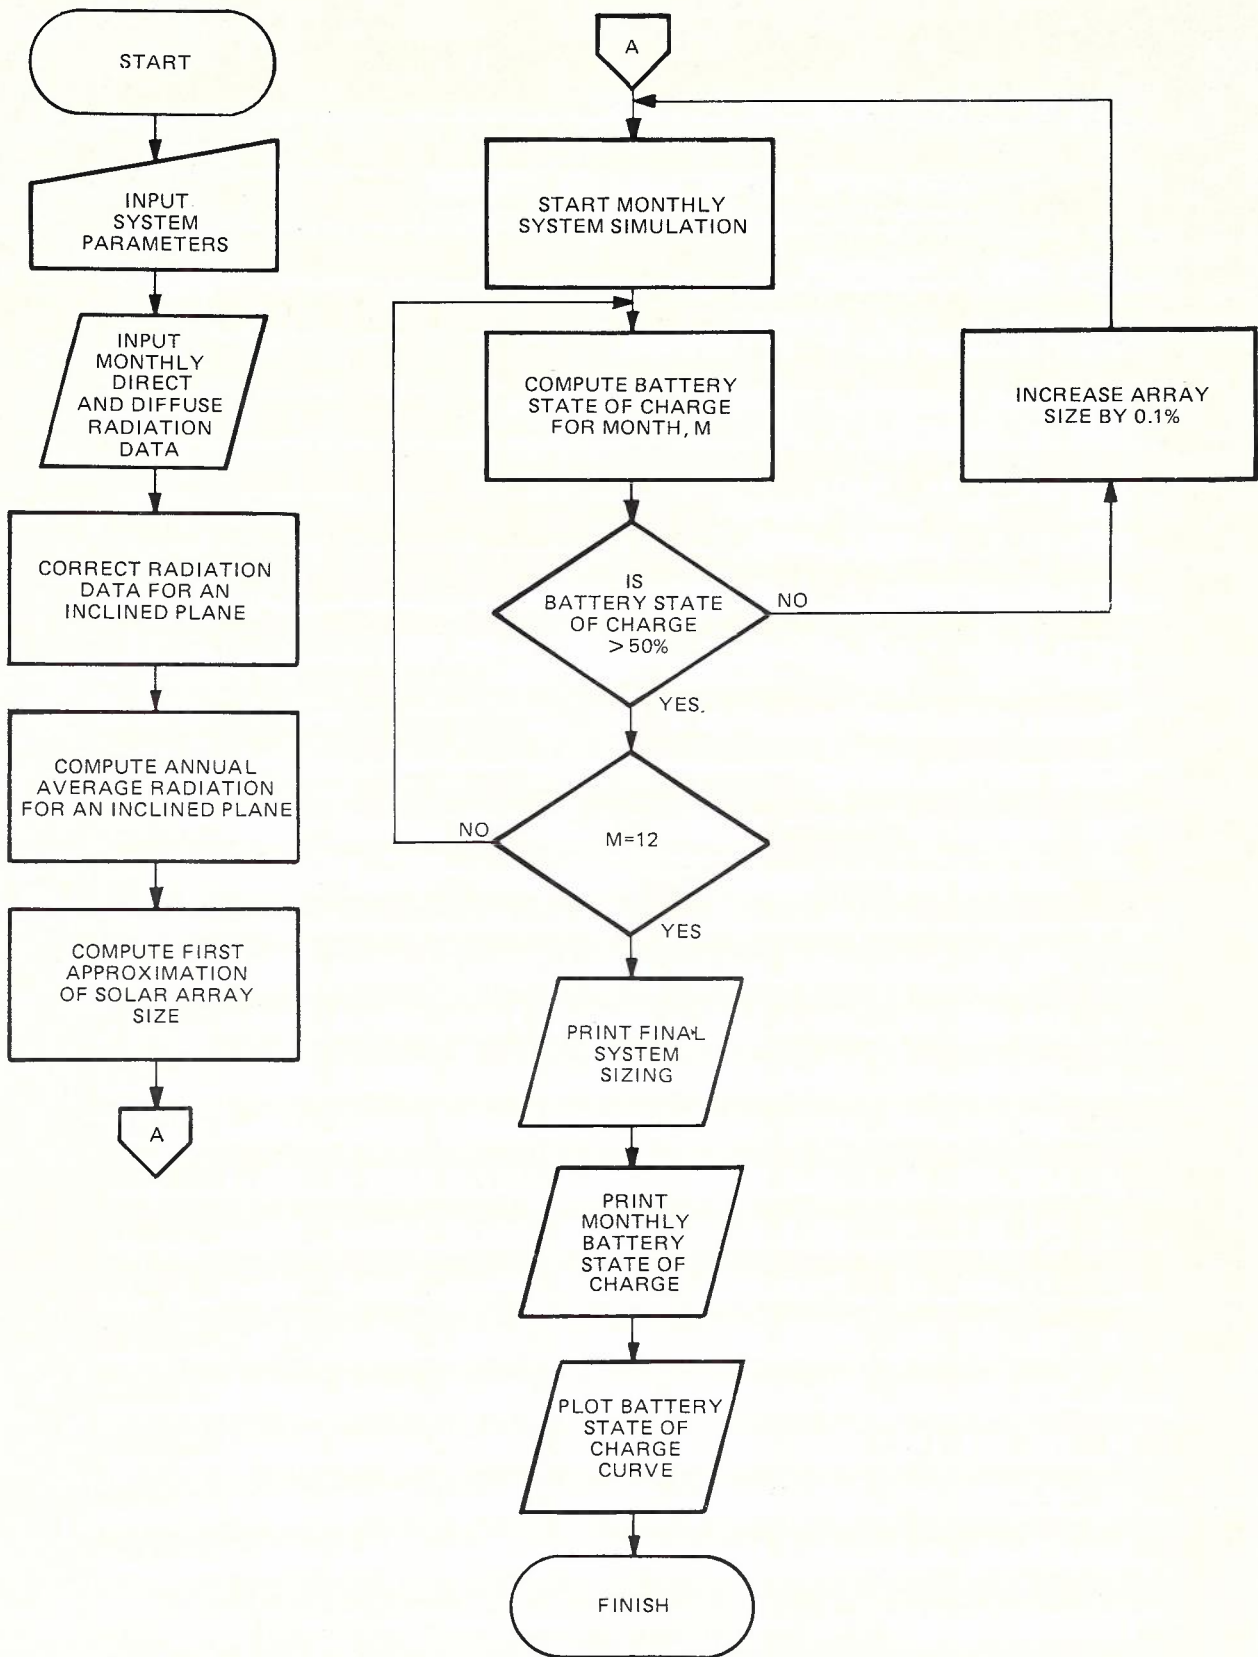 START
INPUT
SYSTEM
PARAMETERS
INPUT
MONTHLY
DIRECT
AND DIFFUSE
RADIATION
DATA
CORRECT RADIATION
DATA FOR AN
INCLINED PLANE
COMPUTE ANNUAL
AVERAGE RADIATION
FOR AN INCLINED PLANE
COMPUTE FIRST
APPROXIMATION
OF SOLAR ARRAY
SIZE
A
A
START MONTHLY
SYSTEM SIMULATION
COMPUTE BATTERY
STATE OF CHARGE
FOR MONTH, M
INCREASE ARRAY
SIZE BY 0.1%
IS
BATTERY STATE
OF CHARGE
> 50%
NO
YES.
M=12
NO
YES
PRINT FINAL
SYSTEM
SIZING
PRINT
MONTHLY
BATTERY
STATE OF
CHARGE
PLOT BATTERY
STATE OF
CHARGE
CURVE
FINISH